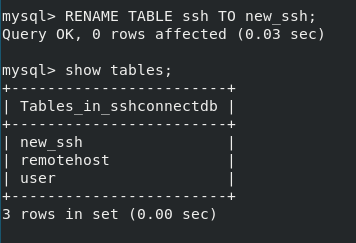 mysql> RENAME TABLE ssh TO new_ssh;
Query OK, 0 rows affected (0.03 sec)
mysql> show tables;
+------------------------+
| Tables_in_sshconnectdb |
+------------------------+
| new_ssh                |
| remotehost             |
| user                   |
+------------------------+
3 rows in set (0.00 sec)